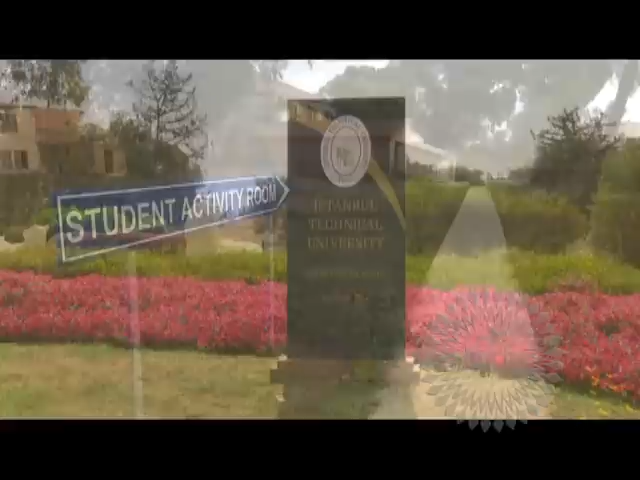 STUDENT ACTIVITY ROOM
ISTANBUL
TECHNICAL
UNIVERSITY